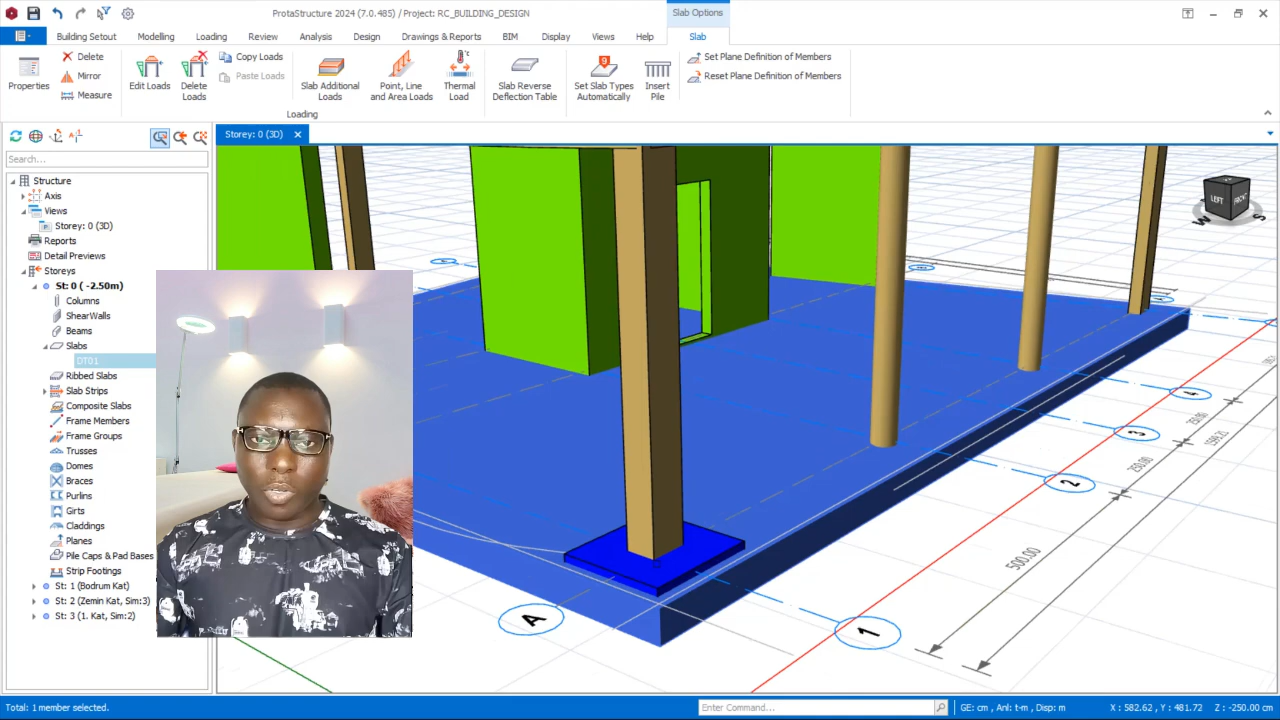 ProtaStructure 2024 (7.0.485) / Project: RC_BUILDING_DESIGN
Slab Options
Building Setout
Modelling
Loading
Review
Analysis
Design
Drawings & Reports
BIM
Display
Views
Help
Slab
Properties
Delete
Mirror
Measure
Edit Loads
Delete
Loads
Copy Loads
Paste Loads
Slab Additional
Loads
Point, Line
and Area Loads
Thermal
Load
Slab Reverse
Deflection Table
Set Slab Types
Automatically
Insert
Pile
Set Plane Definition of Members
Reset Plane Definition of Members
Loading
Storey: 0 (3D)
Search...
Structure
Axis
Views
Storey: 0 (3D)
Reports
Detail Previews
Storeys
St: 0 ( -2.50m)
Columns
ShearWalls
Beams
Slabs
DT01
Ribbed Slabs
Slab Strips
Composite Slabs
Frame Members
Frame Groups
Trusses
Domes
Braces
Purlins
Girts
Claddings
Planes
Pile Caps & Pad Bases
Strip Footings
St: 1 (Bodrum Kat)
St: 2 (Zemin Kat, Sim:3)
St: 3 (1. Kat, Sim:2)
LEFT
FRONT
W
S
4
3
2
1
A
250.00
500.00
Total: 1 member selected.
Enter Command...
GE: cm , Anl: t-m , Disp: m
X : 582.62 , Y : 481.72
Z : -250.00 cm